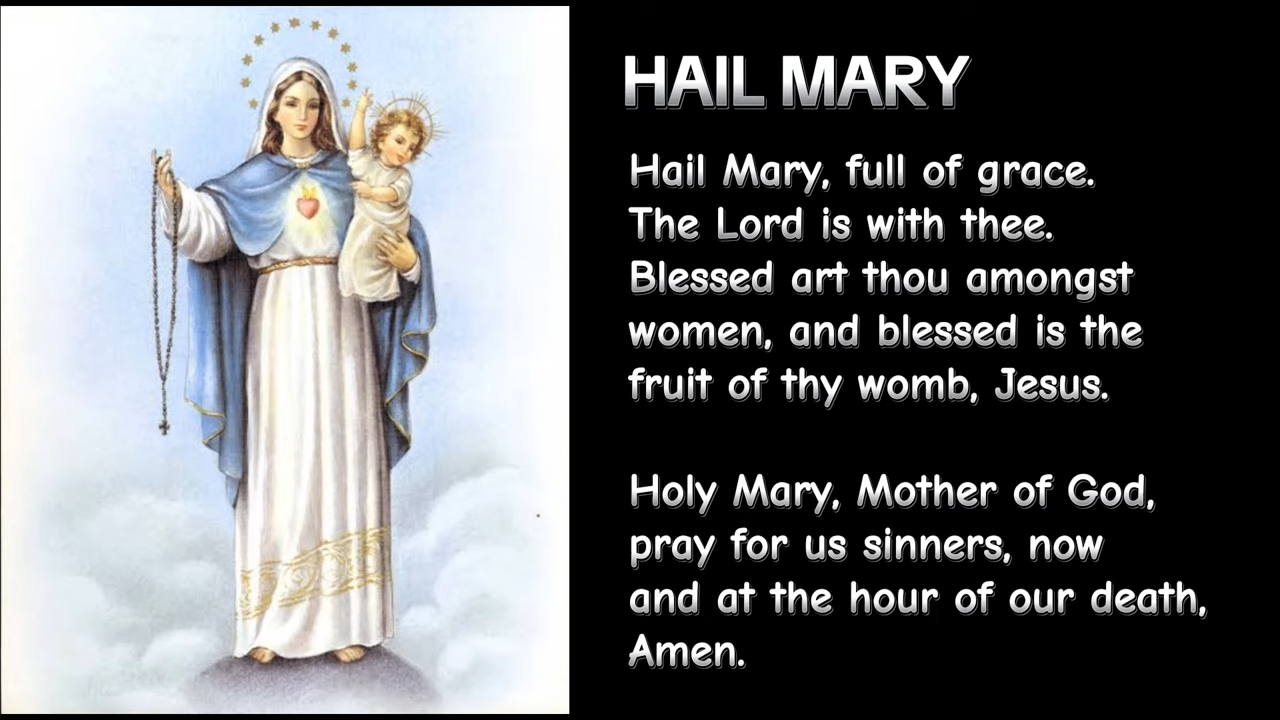 HAIL MARY
Hail Mary, full of grace.
The Lord is with thee.
Blessed art thou amongst
women, and blessed is the
fruit of thy womb, Jesus.
Holy Mary, Mother of God,
pray for us sinners, now
and at the hour of our death,
Amen.